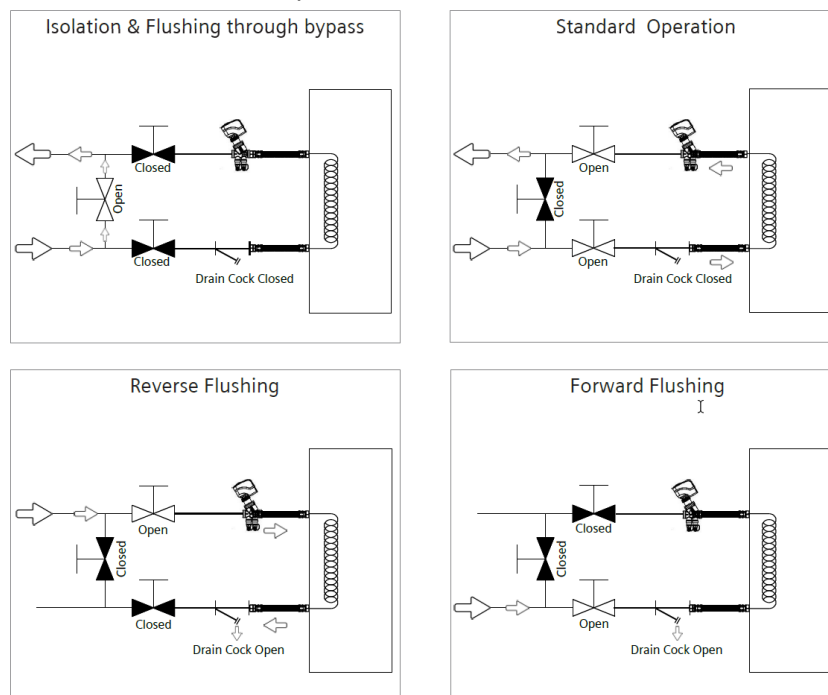 Isolation & Flushing through bypass
Closed
Open
Closed
Drain Cock Closed
Standard Operation
Open
Closed
Open
Drain Cock Closed
Reverse Flushing
Open
Closed
Closed
Drain Cock Open
Forward Flushing
Closed
Closed
Open
Drain Cock Open